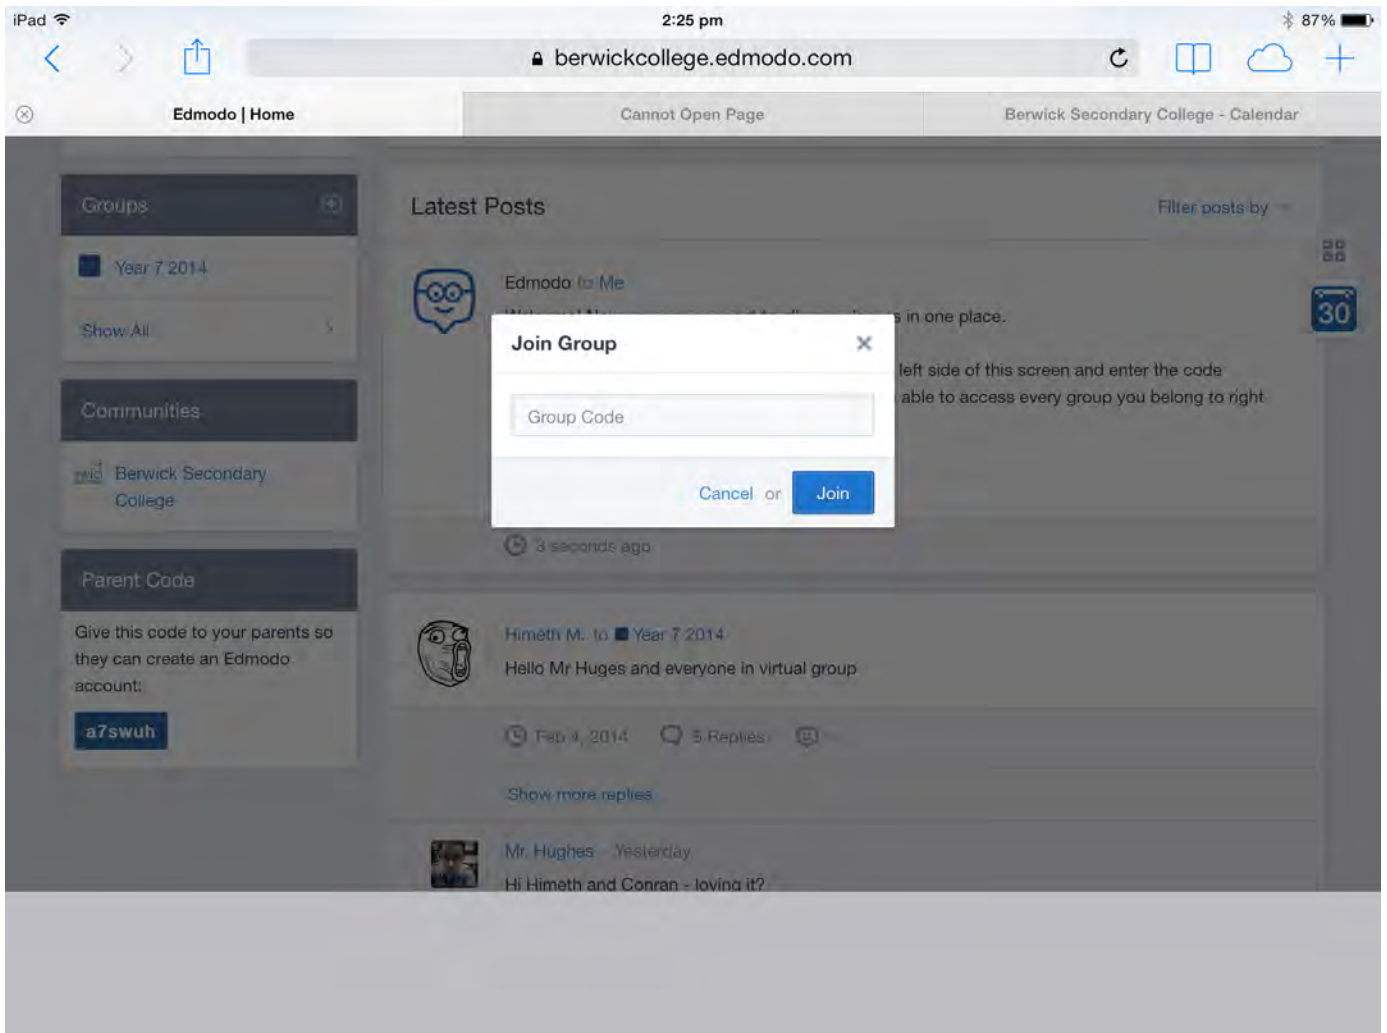 iPad
2:25 pm
87%
berwickcollege.edmodo.com
Edmodo | Home
Cannot Open Page
Berwick Secondary College - Calendar
Groups
Year 7 2014
Show All
Communities
Berwick Secondary
College
Parent Code
Give this code to your parents so
they can create an Edmodo
account:
a7swuh
Latest Posts
Filter posts by
30
Edmodo to Me
in one place.
left side of this screen and enter the code
able to access every group you belong to right
Join Group
Group Code
Cancel or Join
3 seconds ago
Himeth M. to Year 7 2014
Hello Mr Huges and everyone in virtual group
Feb 4, 2014 5 Replies
Show more replies
Mr. Hughes - Yesterday
Hi Himeth and Conran - loving it?